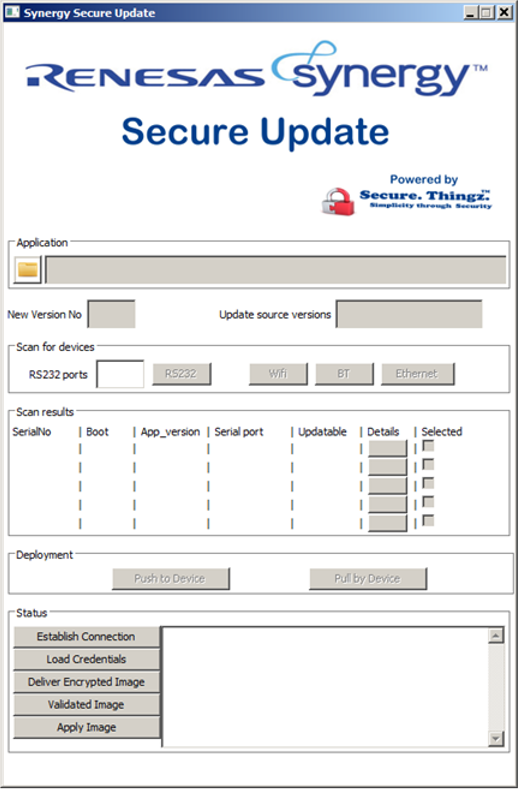 Synergy Secure Update
RENESAS synergy™
Secure Update
Powered by
Secure. Thingz.™
Simplicity through Security
Application
New Version No Update source versions
Scan for devices
RS232 ports RS232 Wifi BT Ethernet
Scan results
SerialNo | Boot | App_version | Serial port | Updatable | Details | Selected
Deployment
Push to Device Pull by Device
Status
Establish Connection
Load Credentials
Deliver Encrypted Image
Validated Image
Apply Image